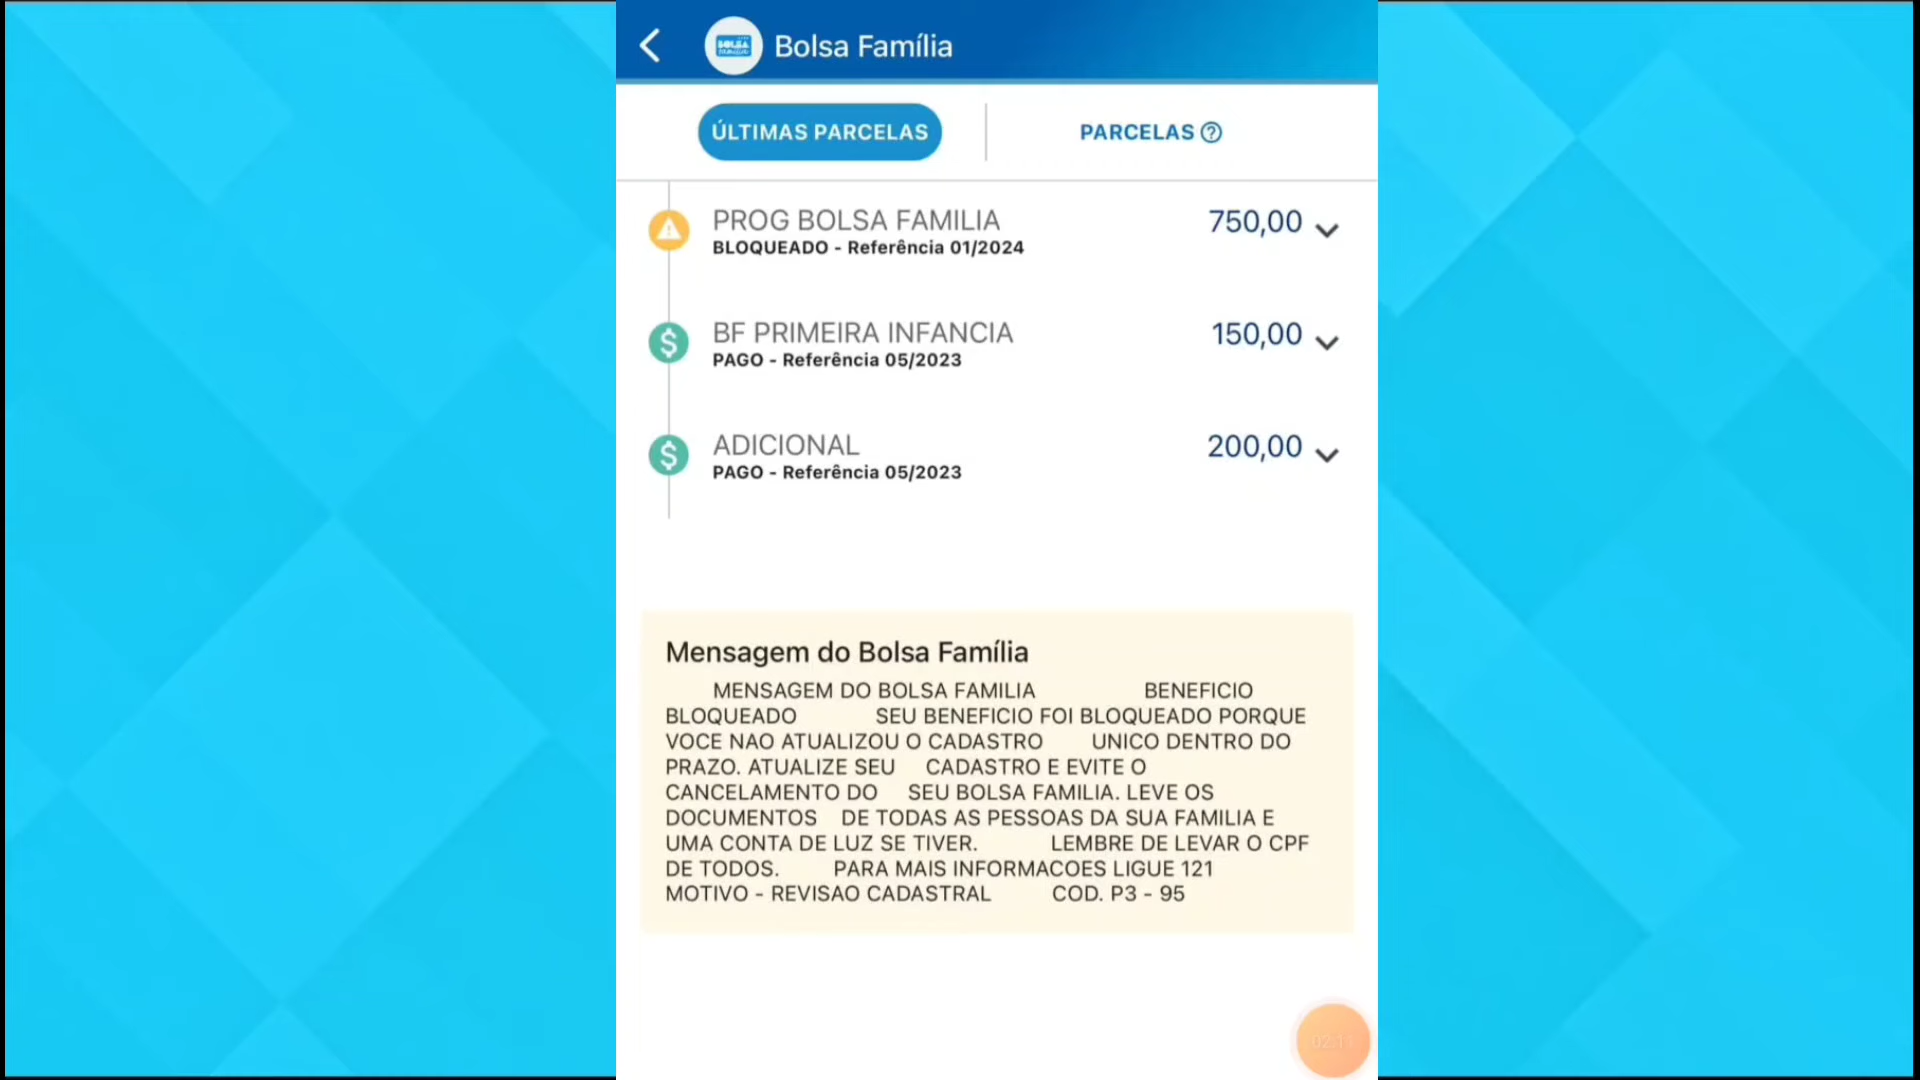 BOLSA
Família
Bolsa Família
ÚLTIMAS PARCELAS
PARCELAS ?
PROG BOLSA FAMILIA
750,00
BLOQUEADO - Referência 01/2024
BF PRIMEIRA INFANCIA
150,00
PAGO - Referência 05/2023
ADICIONAL
200,00
PAGO - Referência 05/2023
Mensagem do Bolsa Família
MENSAGEM DO BOLSA FAMILIA BENEFICIO
BLOQUEADO SEU BENEFICIO FOI BLOQUEADO PORQUE
VOCE NAO ATUALIZOU O CADASTRO UNICO DENTRO DO
PRAZO. ATUALIZE SEU CADASTRO E EVITE O
CANCELAMENTO DO SEU BOLSA FAMILIA. LEVE OS
DOCUMENTOS DE TODAS AS PESSOAS DA SUA FAMILIA E
UMA CONTA DE LUZ SE TIVER. LEMBRE DE LEVAR O CPF
DE TODOS. PARA MAIS INFORMACOES LIGUE 121
MOTIVO - REVISAO CADASTRAL COD. P3 - 95